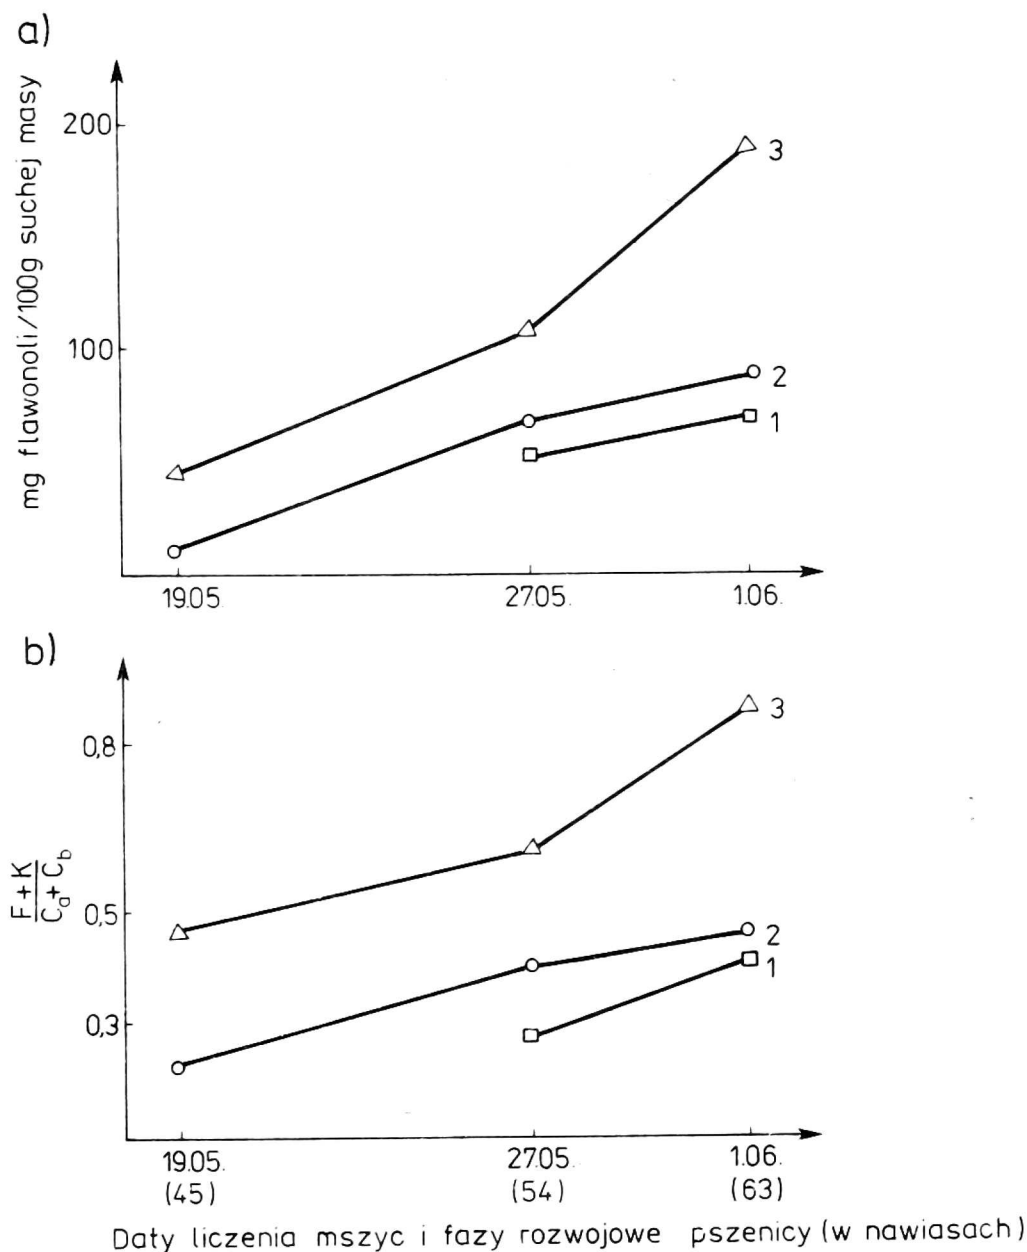 a)
mg flawonoli/100g suchej masy
200
100
3
2
1
19.05.
27.05.
1.06.
b)
F+K
Ca+Cb
0,8
0,5
0,3
3
2
1
19.05. 27.05. 1.06.
(45) (54) (63)
Daty liczenia mszyc i fazy rozwojowe pszenicy (w nawiasach)